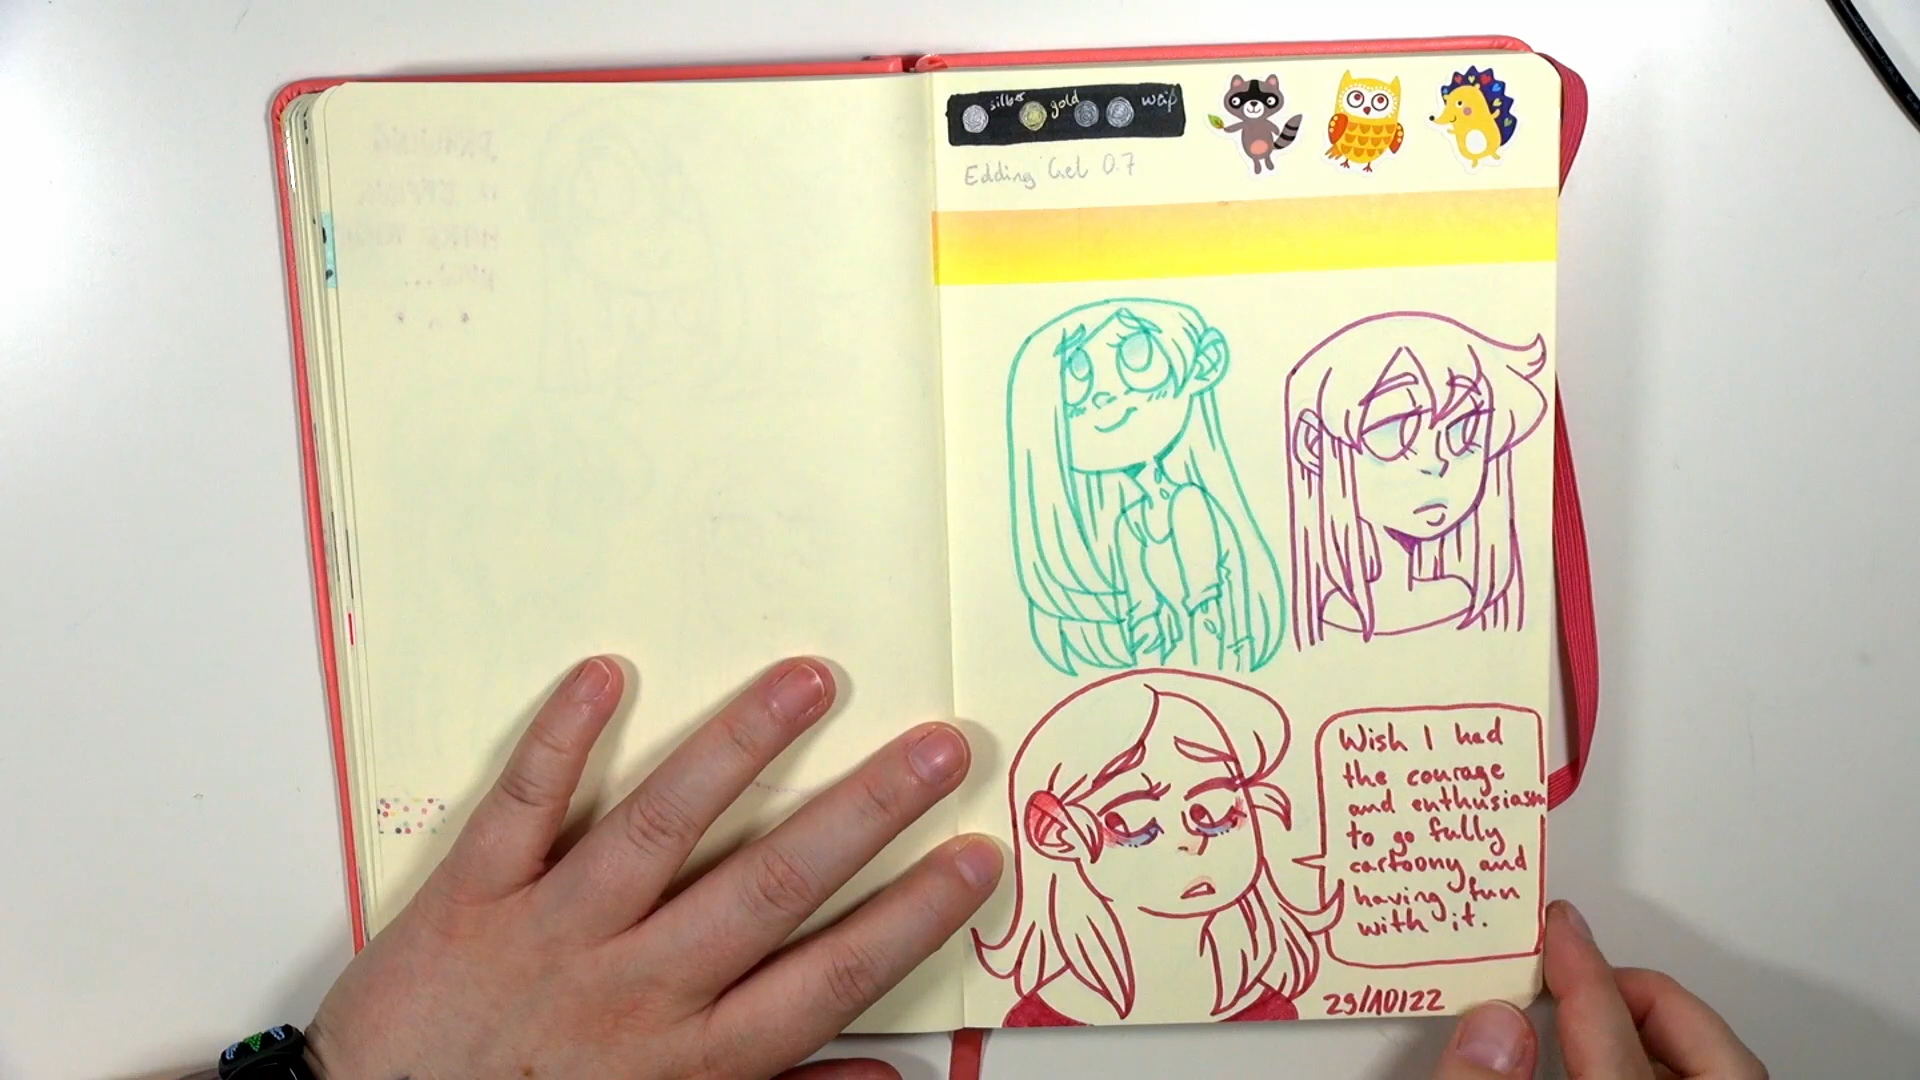 silber gold weiß
Edding Gel 0.7
Wish I had
the courage
and enthusiasm
to go fully
cartoony and
having fun
with it.
29/10/22